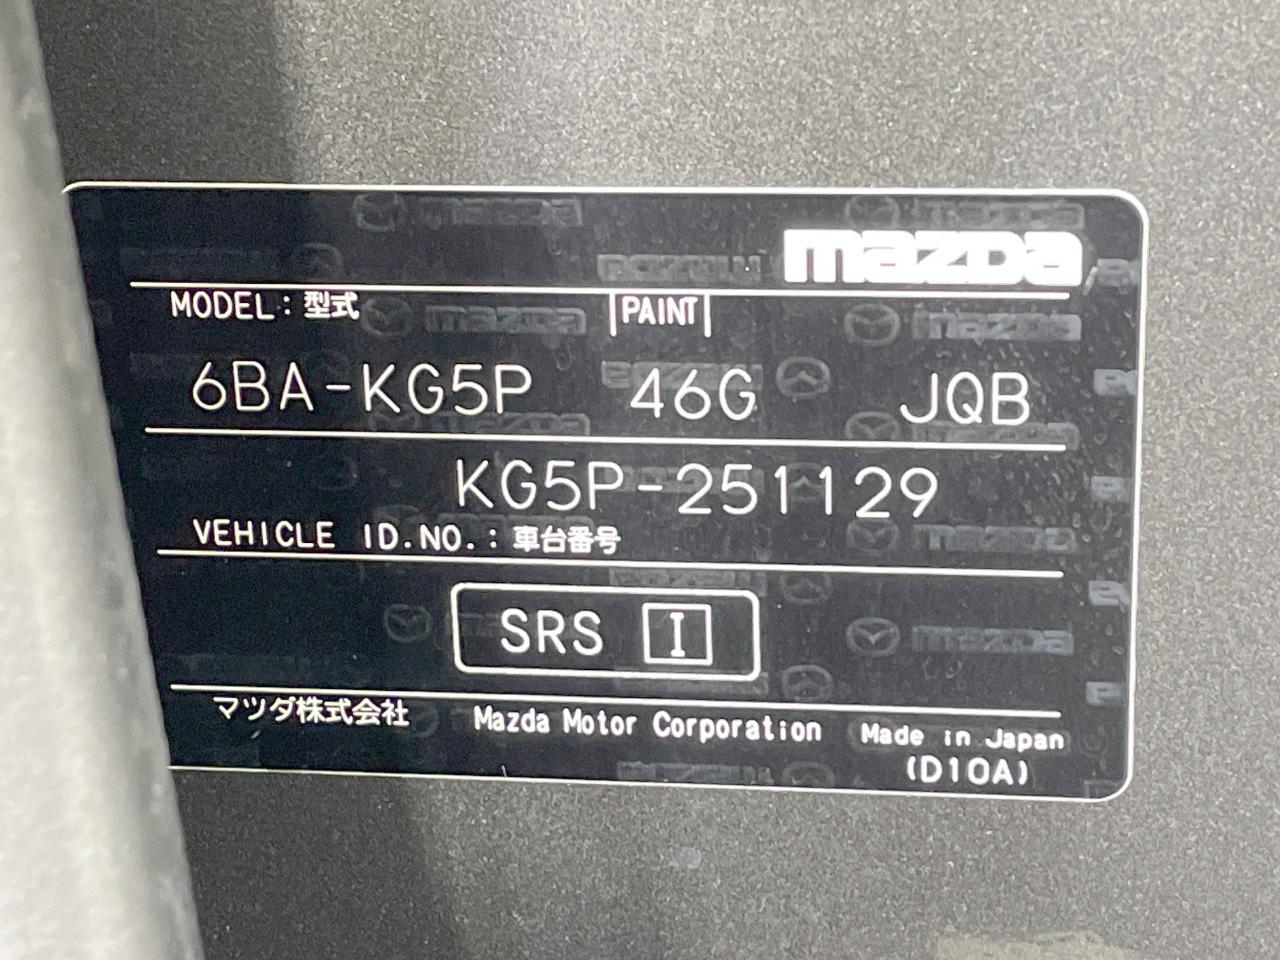 mazda
MODEL: 型式 PAINT
6BA-KG5P 46G JQB
KG5P-251129
VEHICLE ID.NO.: 車台番号
SRS I
マツダ株式会社 Mazda Motor Corporation Made in Japan
(D10A)